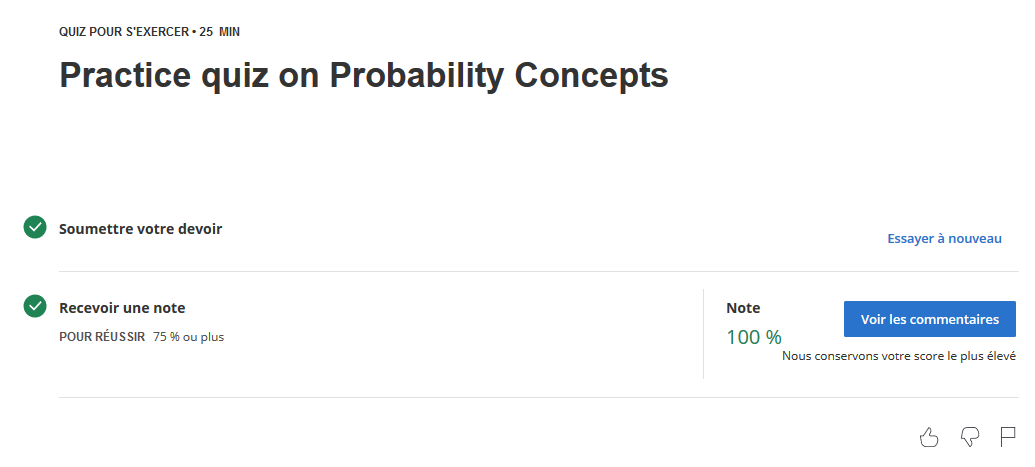 QUIZ POUR S'EXERCER • 25 MIN
Practice quiz on Probability Concepts
Soumettre votre devoir
Essayer à nouveau
Recevoir une note
POUR RÉUSSIR 75 % ou plus
Note
100 %
Voir les commentaires
Nous conservons votre score le plus élevé